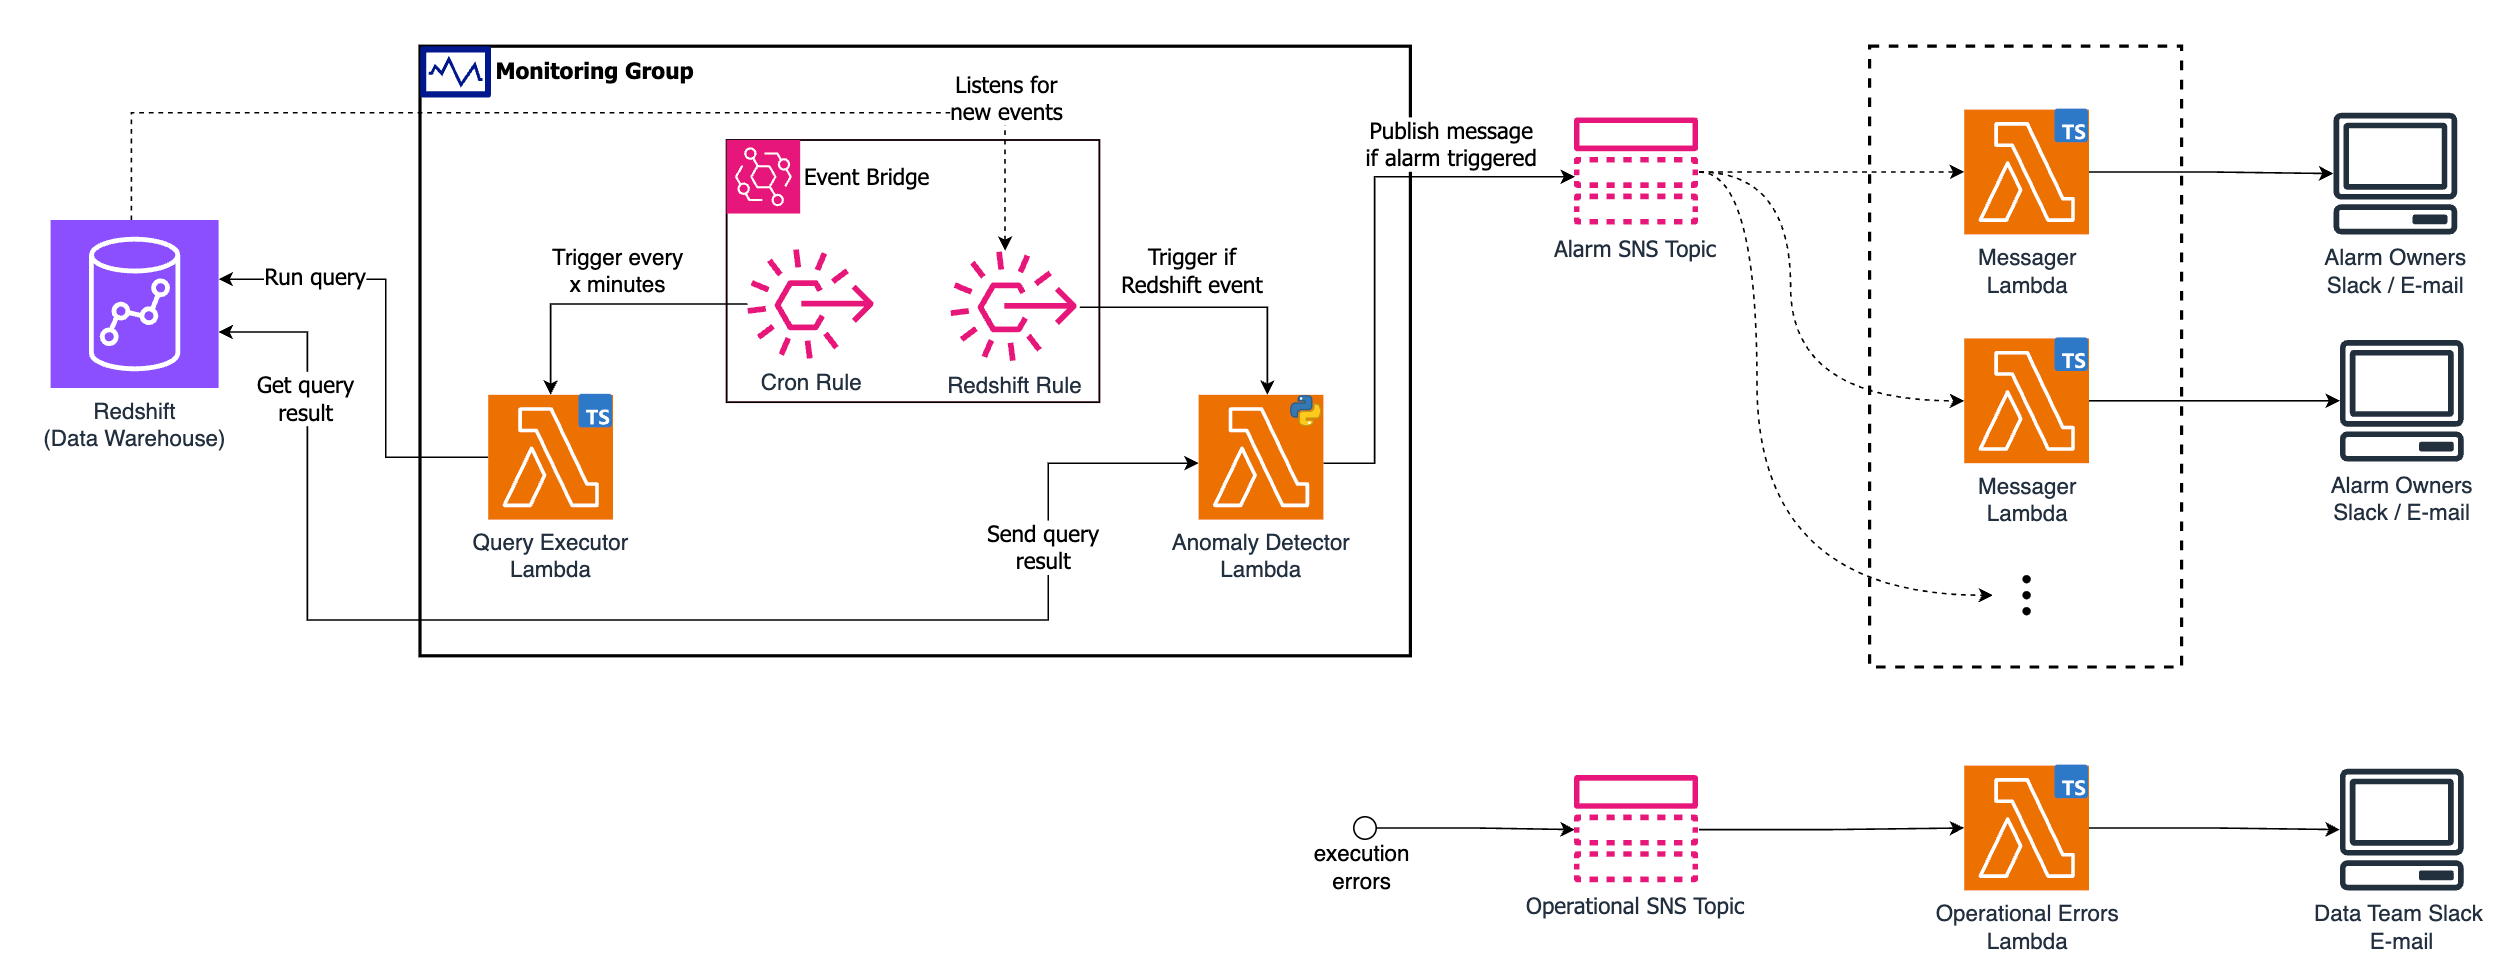 Monitoring Group
Listens for
new events
Event Bridge
Publish message
if alarm triggered
Trigger every
x minutes
Trigger if
Redshift event
Run query
Get query
result
Cron Rule
Redshift Rule
Redshift
(Data Warehouse)
TS
Query Executor
Lambda
Send query
result
Anomaly Detector
Lambda
Alarm SNS Topic
TS
Messager
Lambda
Alarm Owners
Slack / E-mail
TS
Messager
Lambda
Alarm Owners
Slack / E-mail
execution
errors
Operational SNS Topic
TS
Operational Errors
Lambda
Data Team Slack
E-mail